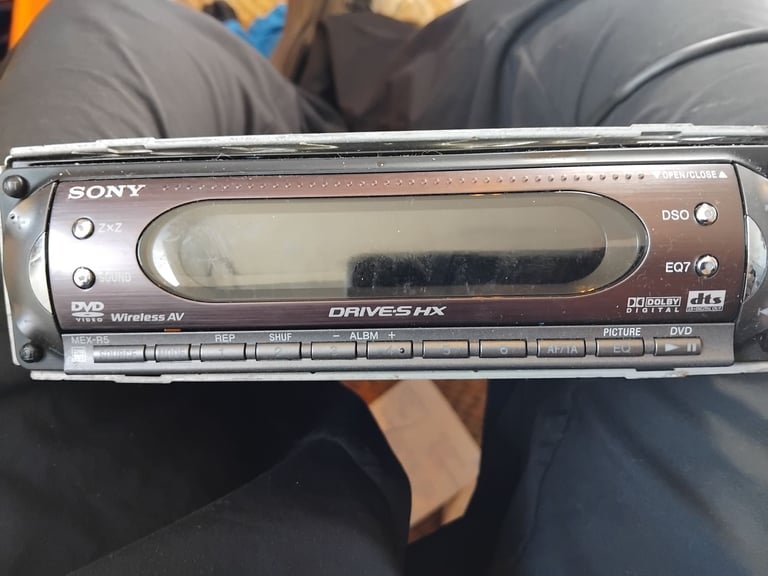 SONY
▼ OPEN/CLOSE ▲
ZxZ
DSO
SOUND
EQ7
DVD
VIDEO
Wireless AV
DRIVE-S HX
DOLBY
DIGITAL
dts
MEX-R5
REP
SHUF
− ALBM +
PICTURE
DVD
SOURCE
1
2
3
4
5
6
AF/TA
EQ